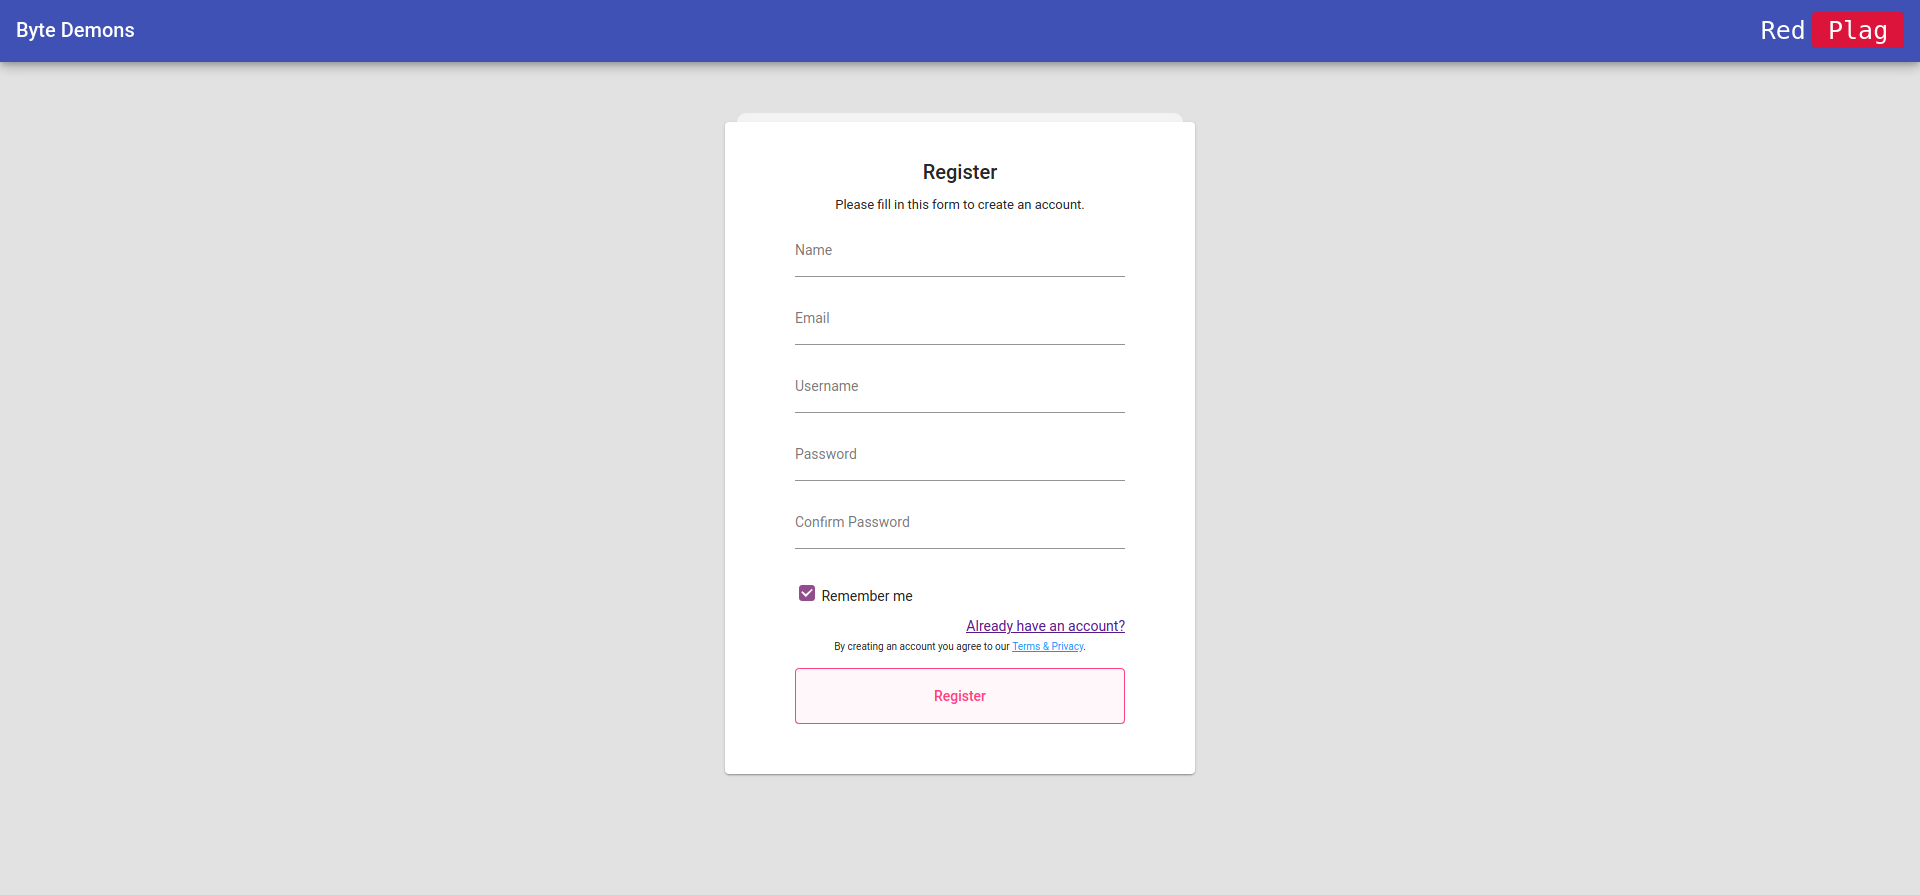 Byte Demons
Red Plag
Register
Please fill in this form to create an account.
Name
Email
Username
Password
Confirm Password
Remember me
Already have an account?
By creating an account you agree to our Terms & Privacy.
Register